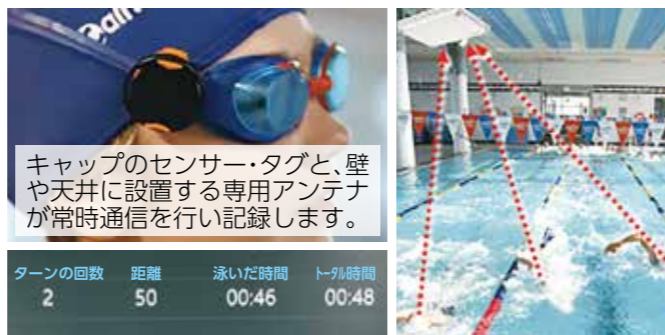 キャップのセンサー・タグと、壁
や天井に設置する専用アンテナ
が常時通信を行い記録します。
ターンの回数 距離 泳いだ時間 トータル時間
2 50 00:46 00:48